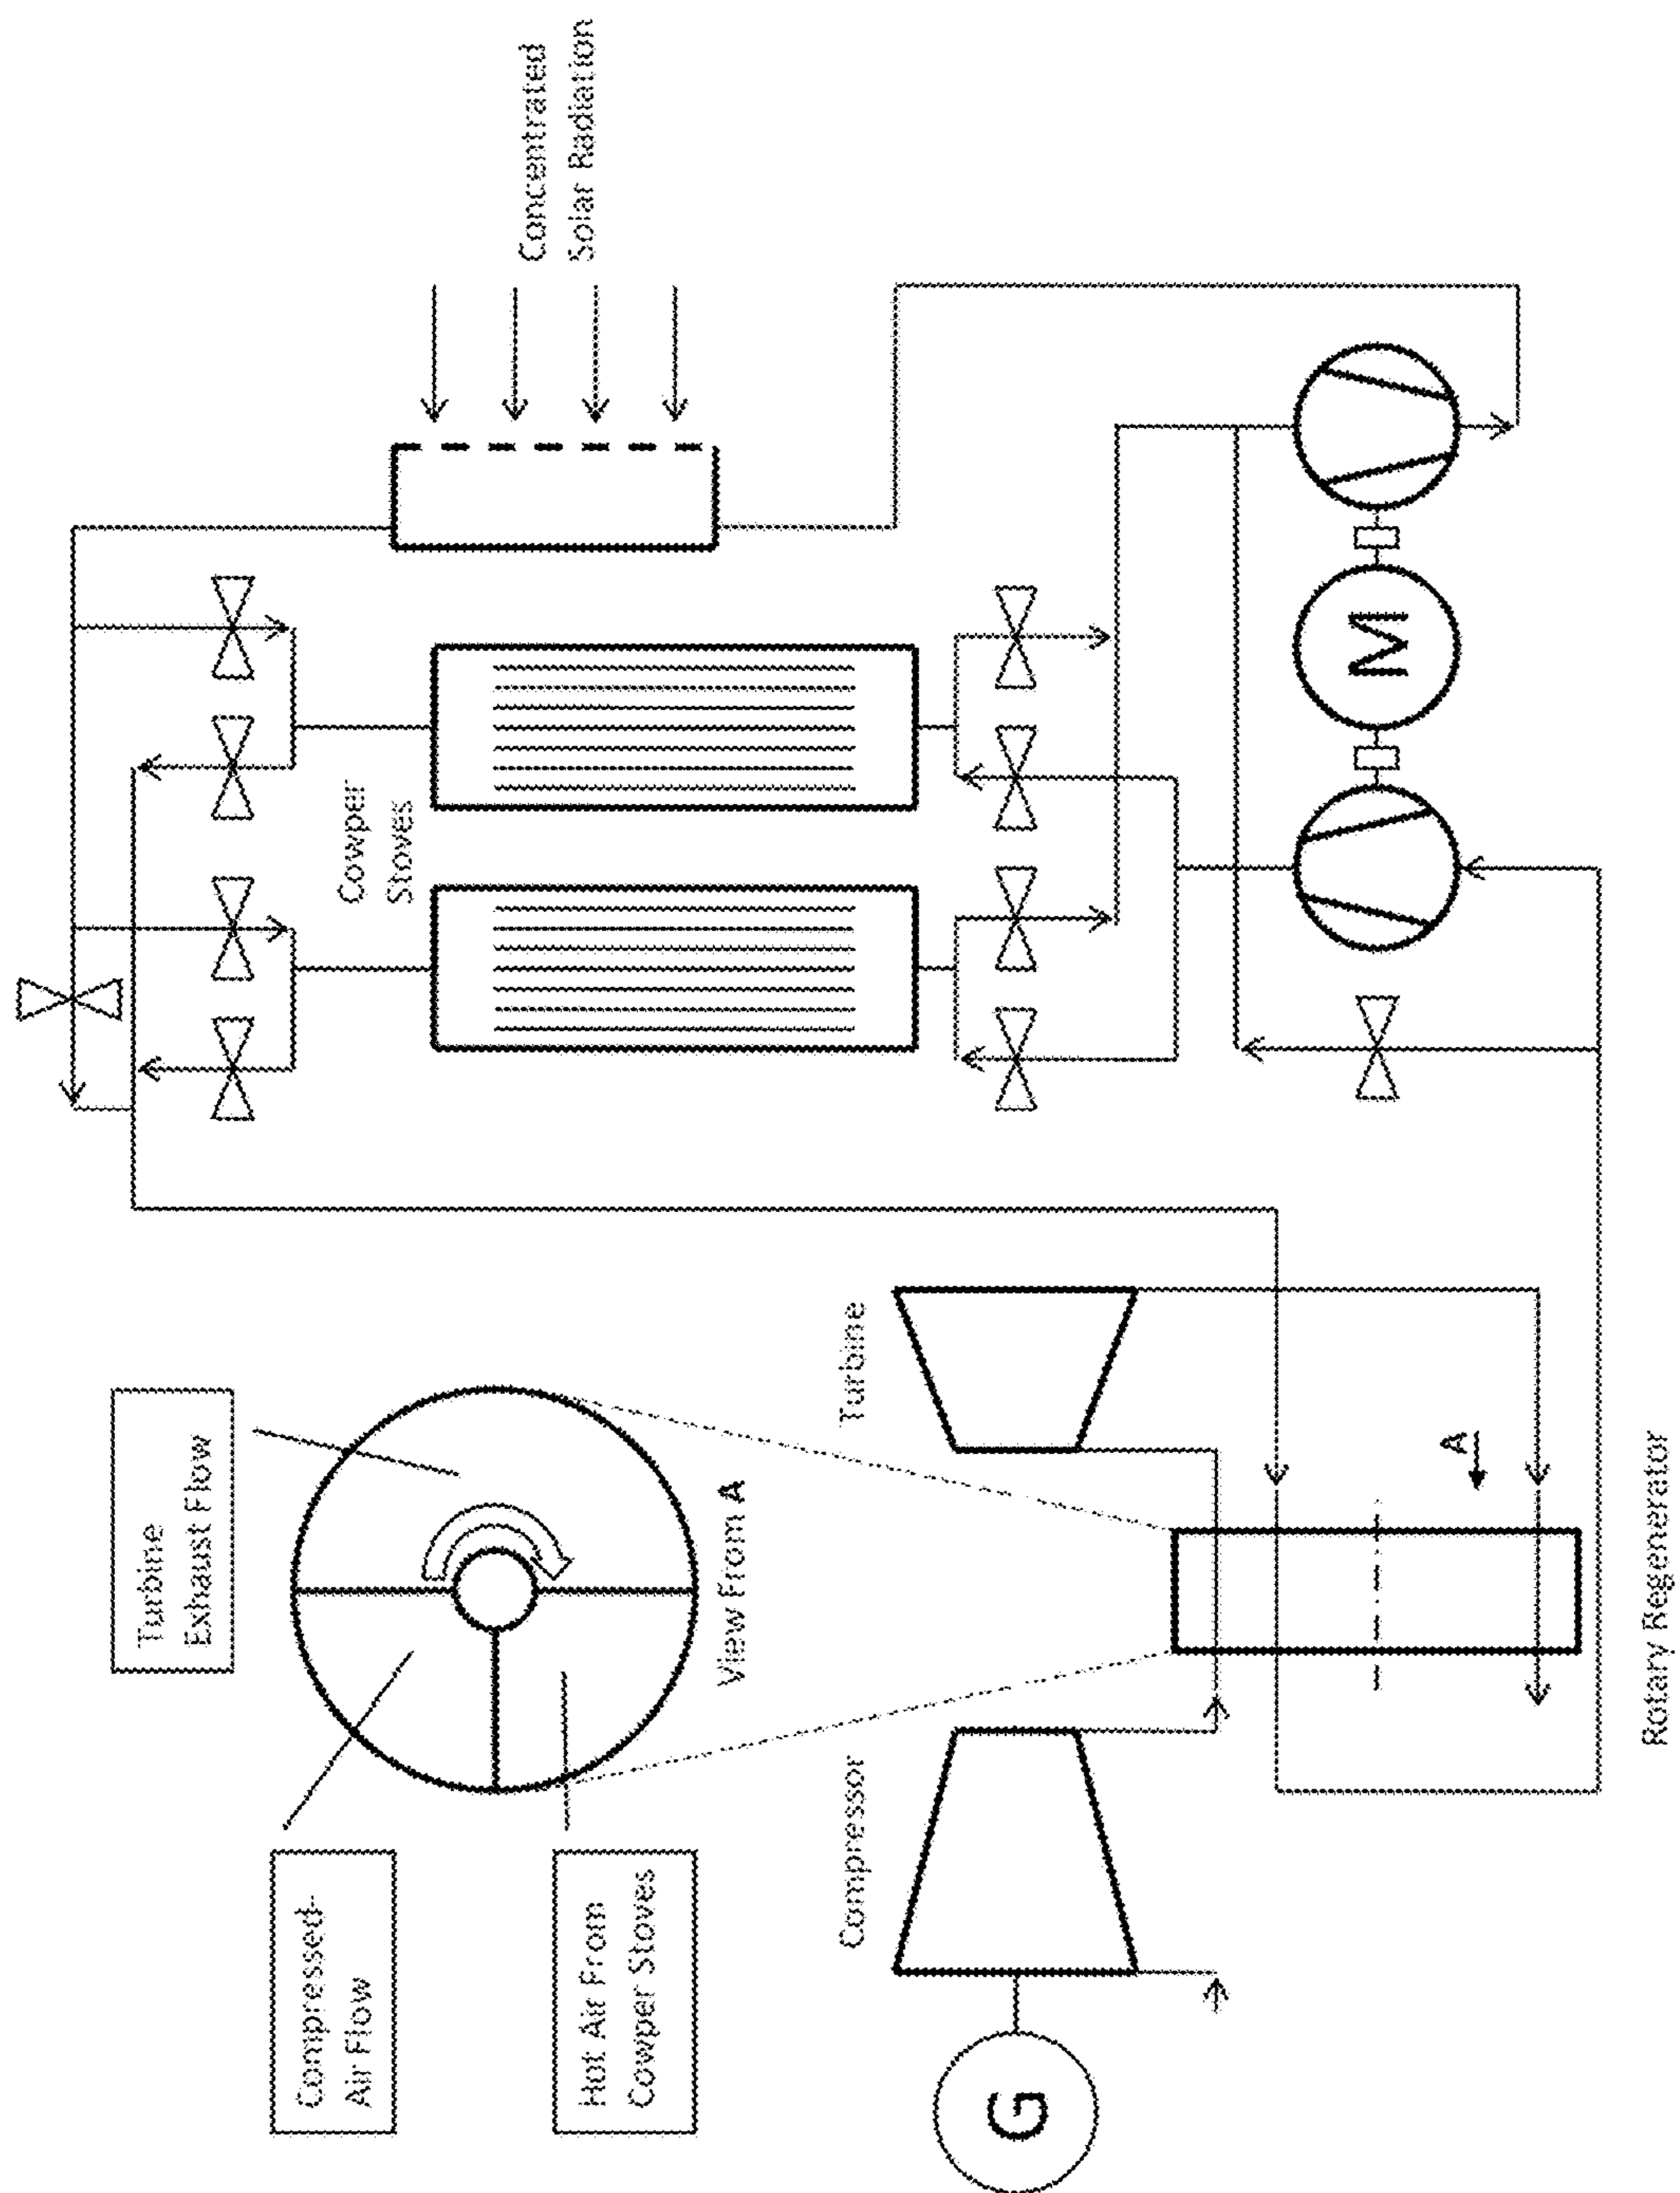 Turbine
Exhaust Flow
Compressed-
Air Flow
Hot Air From
Cowper Stoves
View From A
Cowper
Stoves
Concentrated
Solar Radiation
G
Compressor
Turbine
A
Rotary Regenerator
M